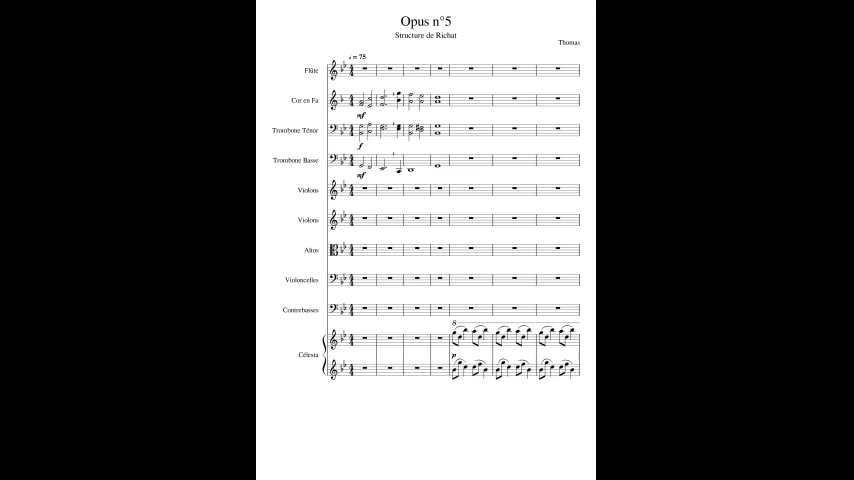 Opus n°5
Structure de Richat
Thomas
♩ = 75
Flûte
Cor en Fa
mf
Trombone Ténor
f
Trombone Basse
mf
Violons
Violons
Altos
Violoncelles
Contrebasses
8
Célesta
p